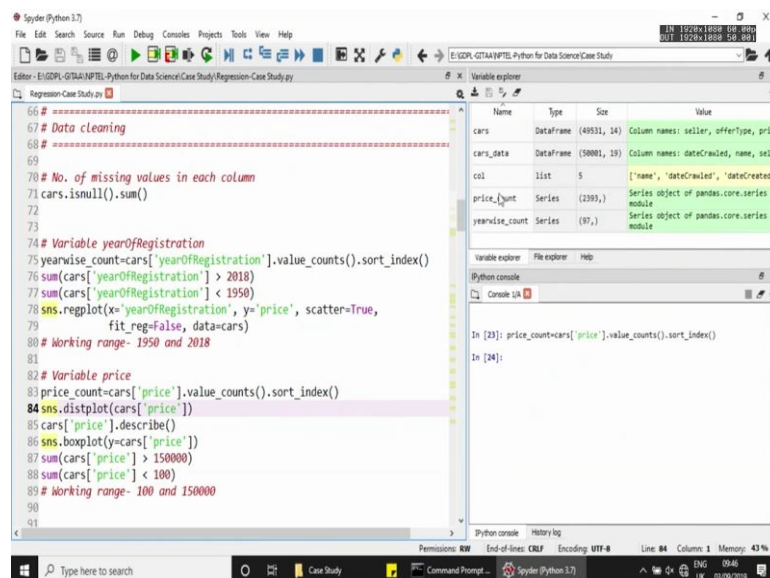 Spyder (Python 3.7)
IN 1920x1080 60.00p
OUT 1920x1080 50.00i
File Edit Search Source Run Debug Consoles Projects Tools View Help
E:\GDPL-GITAA\NPTEL-Python for Data Science\Case Study
Editor - E:\GDPL-GITAA\NPTEL-Python for Data Science\Case Study\Regression-Case Study.py
Regression-Case Study.py
66 # ===============================================================
67 # Data cleaning
68 # ===============================================================
69
70 # No. of missing values in each column
71 cars.isnull().sum()
72
73
74 # Variable yearOfRegistration
75 yearwise_count=cars['yearOfRegistration'].value_counts().sort_index()
76 sum(cars['yearOfRegistration'] > 2018)
77 sum(cars['yearOfRegistration'] < 1950)
78 sns.regplot(x='yearOfRegistration', y='price', scatter=True,
79 fit_reg=False, data=cars)
80 # Working range- 1950 and 2018
81
82 # Variable price
83 price_count=cars['price'].value_counts().sort_index()
84 sns.distplot(cars['price'])
85 cars['price'].describe()
86 sns.boxplot(y=cars['price'])
87 sum(cars['price'] > 150000)
88 sum(cars['price'] < 100)
89 # Working range- 100 and 150000
90
91
Variable explorer
Name Type Size Value
cars DataFrame (49531, 14) Column names: seller, offerType, pri
cars_data DataFrame (50001, 19) Column names: dateCrawled, name, sel
col list 5 ['name', 'dateCrawled', 'dateCreated
price_count Series (2393,) Series object of pandas.core.series
module
yearwise_count Series (97,) Series object of pandas.core.series
module
Variable explorer File explorer Help
IPython console
Console 1/A
In [23]: price_count=cars['price'].value_counts().sort_index()
In [24]:
IPython console History log
Permissions: RW End-of-lines: CRLF Encoding: UTF-8 Line: 84 Column: 1 Memory: 43 %
Type here to search
Case Study
Command Prompt...
Spyder (Python 3.7)
ENG
UK
09:46
03/09/2019